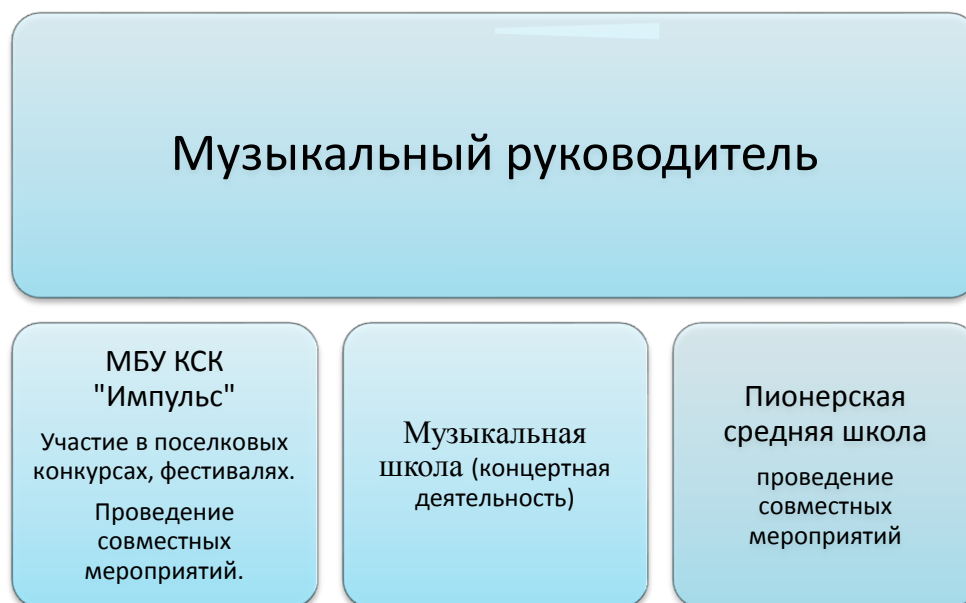 Музыкальный руководитель
МБУ КСК
"Импульс"
Участие в поселковых
конкурсах, фестивалях.
Проведение
совместных
мероприятий.
Музыкальная
школа (концертная
деятельность)
Пионерская
средняя школа
проведение
совместных
мероприятий